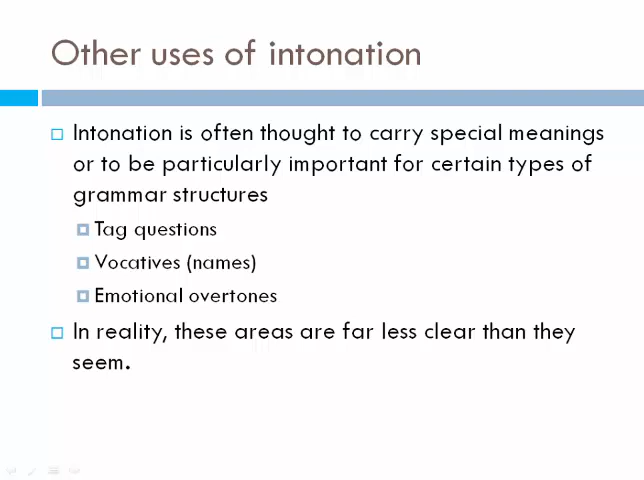 Other uses of intonation
Intonation is often thought to carry special meanings
or to be particularly important for certain types of
grammar structures
Tag questions
Vocatives (names)
Emotional overtones
In reality, these areas are far less clear than they
seem.